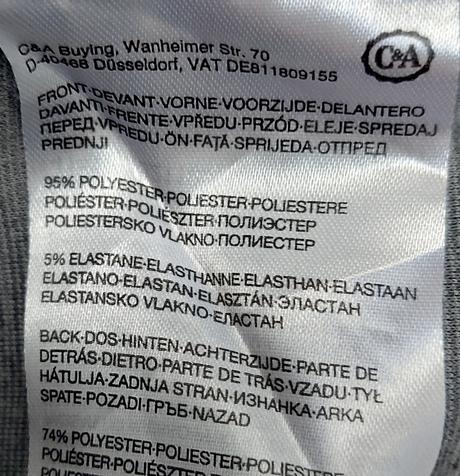 C&A Buying, Wanheimer Str. 70
D-40468 Düsseldorf, VAT DE811809155
C&A
FRONT·DEVANT·VORNE·VOORZIJDE·DELANTERO
DAVANTI·FRENTE·VPŘEDU·PRZÓD·ELEJE·SPREDAJ
ПЕРЕД·VPREDU·ÖN·FAȚĂ·SPRIJEDA·ОТПРЕД
PREDNJI
95% POLYESTER·POLIESTER·POLIESTERE
POLIÉSTER·POLIÉSZTER·ПОЛИЭСТЕР
POLIESTERSKO VLAKNO·ПОЛИЕСТЕР
5% ELASTANE·ELASTHANNE·ELASTHAN·ELASTAAN
ELASTANO·ELASTAN·ELASZTÁN·ЭЛАСТАН
ELASTANSKO VLAKNO·ЕЛАСТАН
BACK·DOS·HINTEN·ACHTERZIJDE·PARTE DE
DETRÁS·DIETRO·PARTE DE TRÁS·VZADU·TYŁ
HÁTULJA·ZADNJA STRAN·ИЗНАНКА·ARKA
SPATE·POZADI·ГРЪБ·NAZAD
74% POLYESTER·POLIESTER·POLIESTERE
POLIÉSTER·POLIÉSZTER